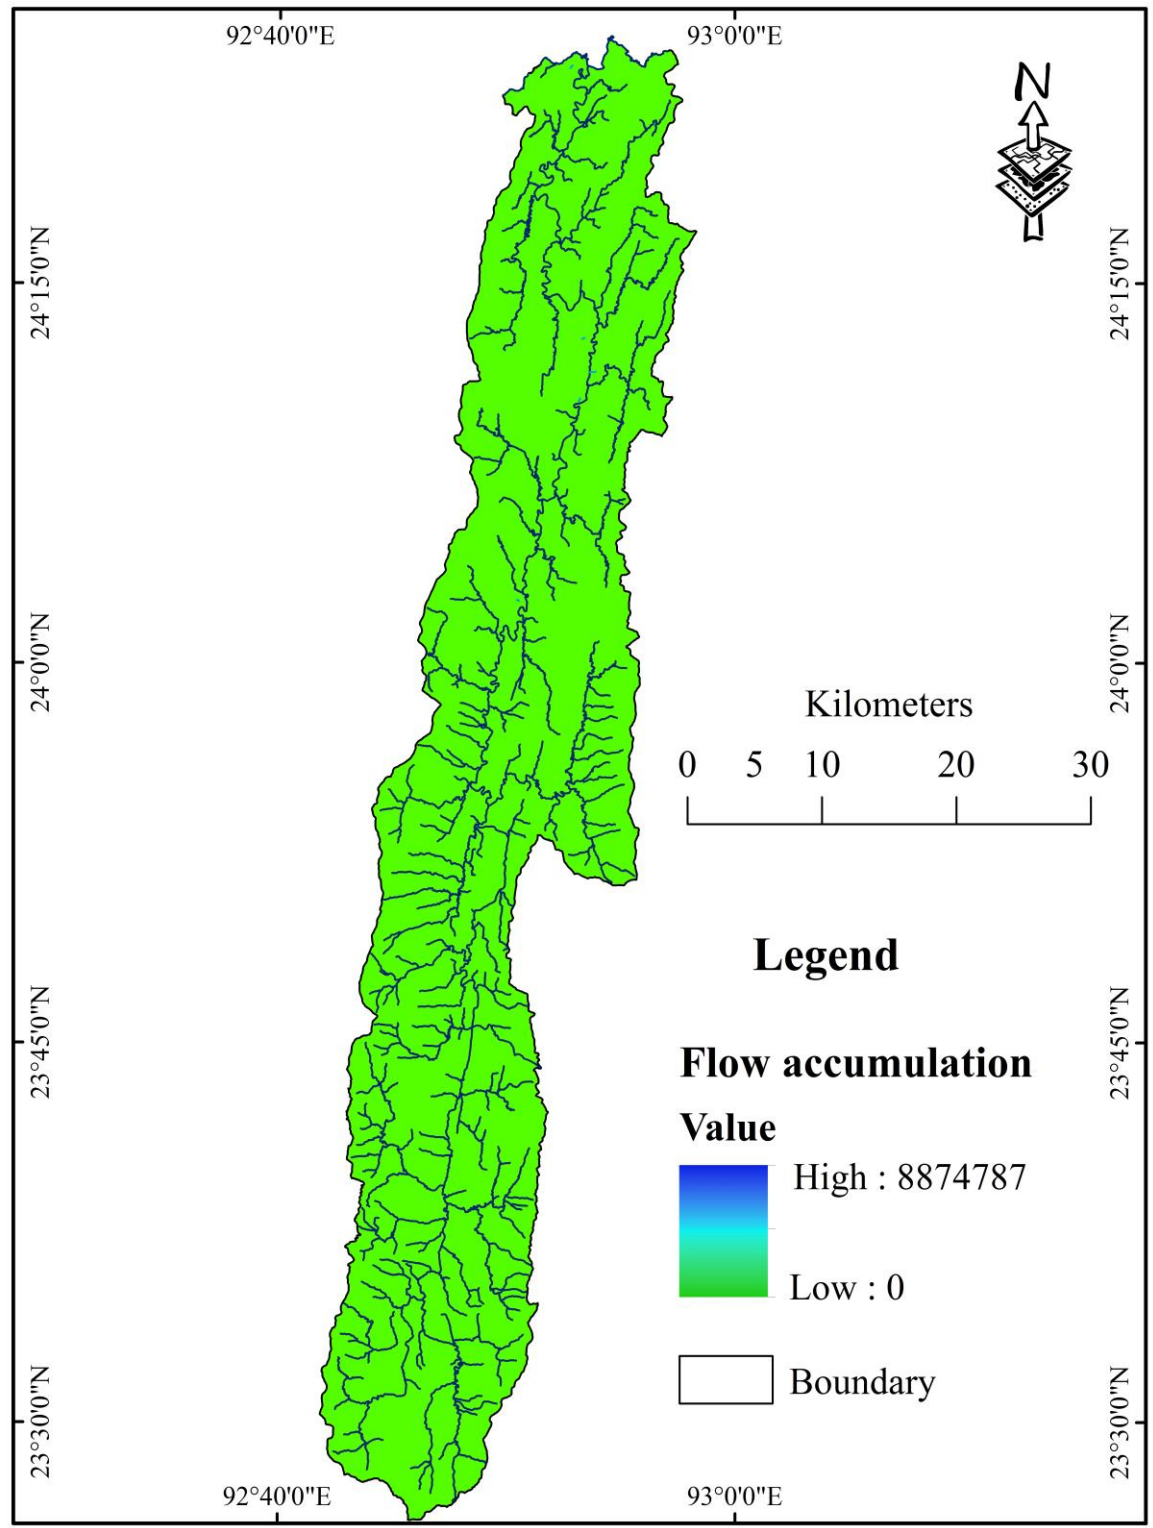 92°40'0"E 93°0'0"E
N
24°15'0"N 24°15'0"N
24°0'0"N 24°0'0"N
Kilometers
0 5 10 20 30
Legend
Flow accumulation
Value
High : 8874787
Low : 0
23°45'0"N 23°45'0"N
Boundary
23°30'0"N 23°30'0"N
92°40'0"E 93°0'0"E